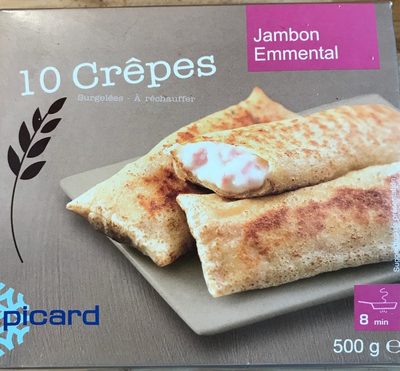 Jambon
Emmental
10 Crêpes
Surgelées - À réchauffer
picard
8 min
500 g e